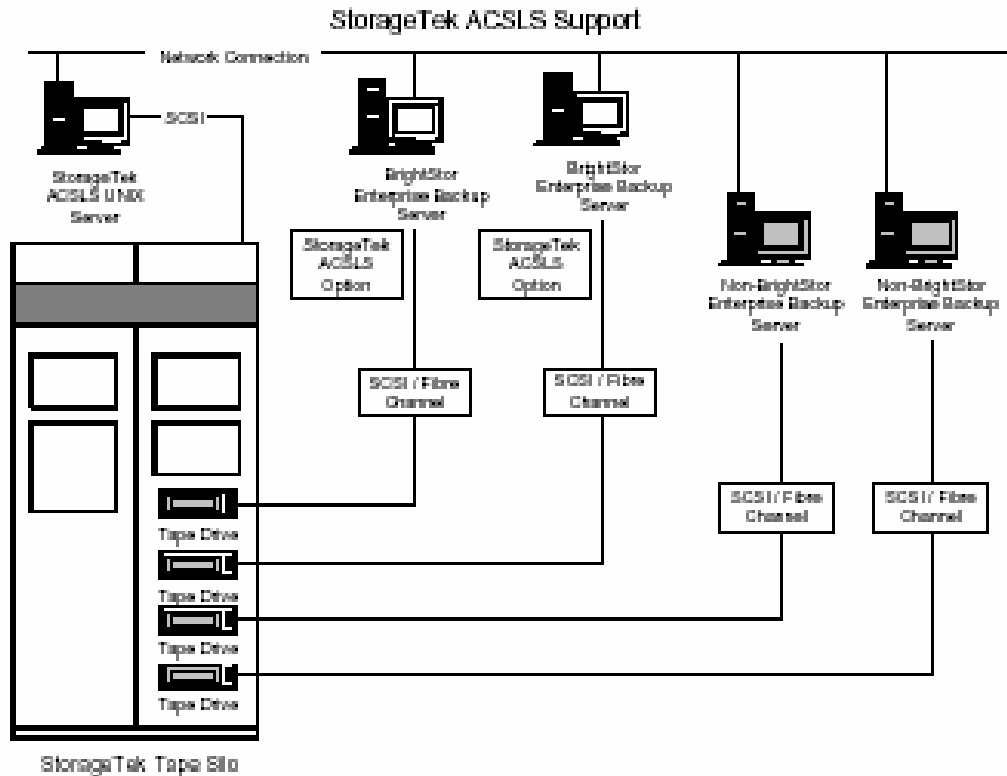 StorageTek ACSLS Support
Network Connection
SCSI
StorageTek
ACSLS UNIX
Server
BrightStor
Enterprise Backup
Server
BrightStor
Enterprise Backup
Server
StorageTek
ACSLS
Option
StorageTek
ACSLS
Option
Non-BrightStor
Enterprise Backup
Server
Non-BrightStor
Enterprise Backup
Server
SCSI / Fibre
Channel
SCSI / Fibre
Channel
SCSI / Fibre
Channel
SCSI / Fibre
Channel
Tape Drive
Tape Drive
Tape Drive
Tape Drive
StorageTek Tape Silo